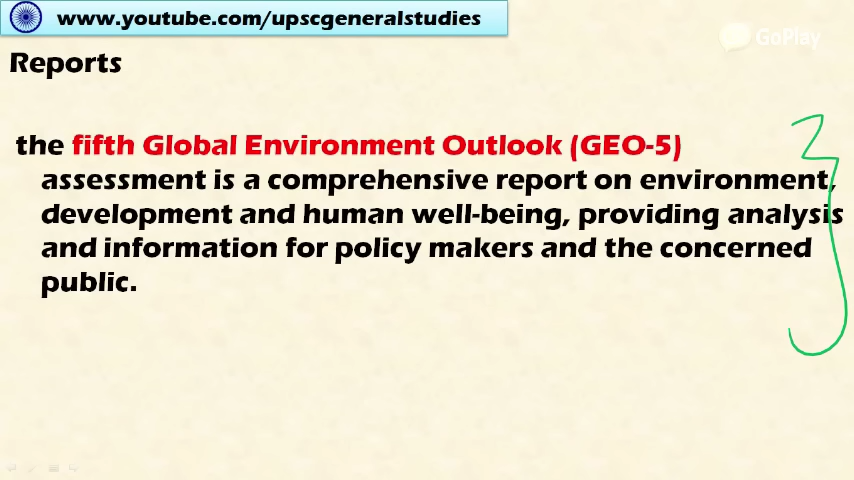 www.youtube.com/upscgeneralstudies
GoPlay
Reports
the fifth Global Environment Outlook (GEO-5)
assessment is a comprehensive report on environment,
development and human well-being, providing analysis
and information for policy makers and the concerned
public.